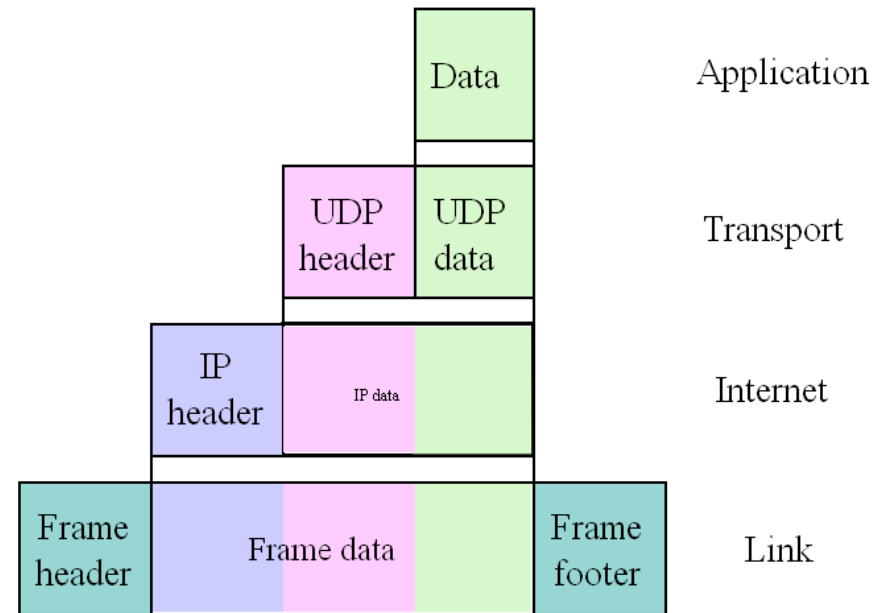 Data
Application
UDP
header
UDP
data
Transport
IP
header
IP data
Internet
Frame
header
Frame data
Frame
footer
Link